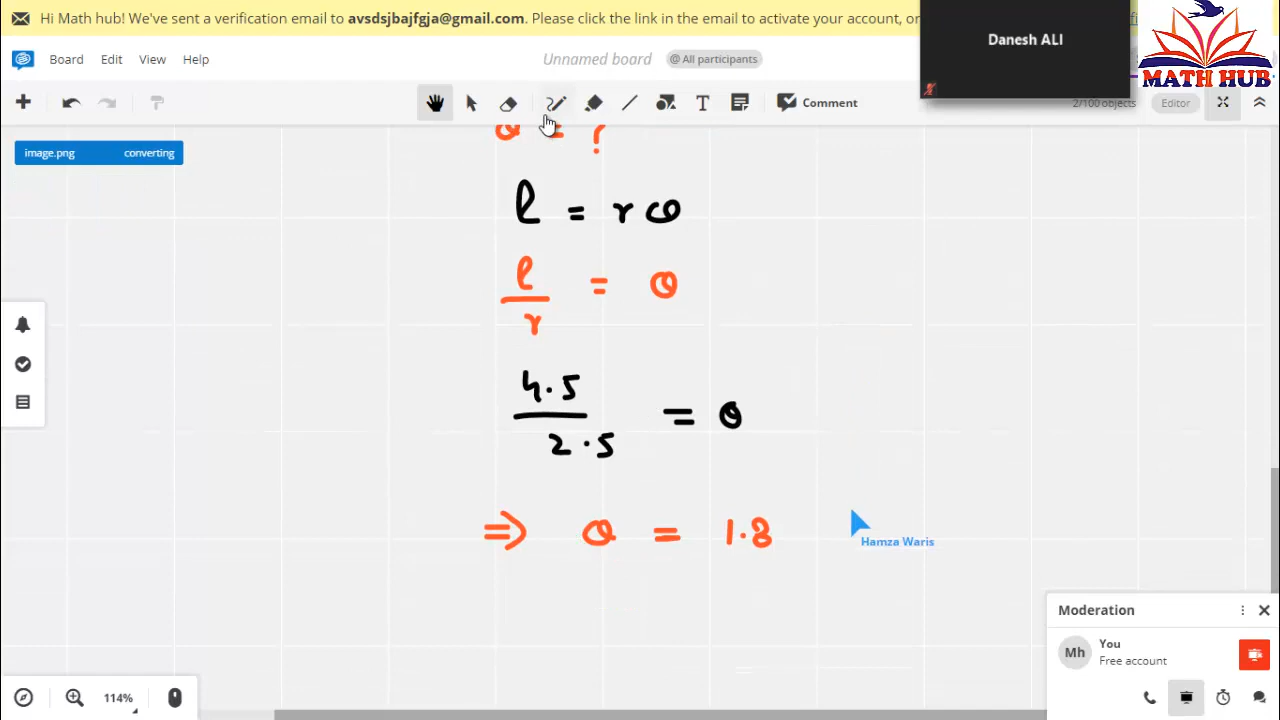 Hi Math hub! We've sent a verification email to avsdsjbajfgja@gmail.com. Please click the link in the email to activate your account, or
Danesh ALI
MATH HUB
Board Edit View Help
Unnamed board @ All participants
Comment
2/100 objects Editor
image.png converting
θ = ?
l = rθ
l/r = θ
4.5/2.5 = θ
⇒ θ = 1.8
Hamza Waris
Moderation
Mh You
Free account
114%